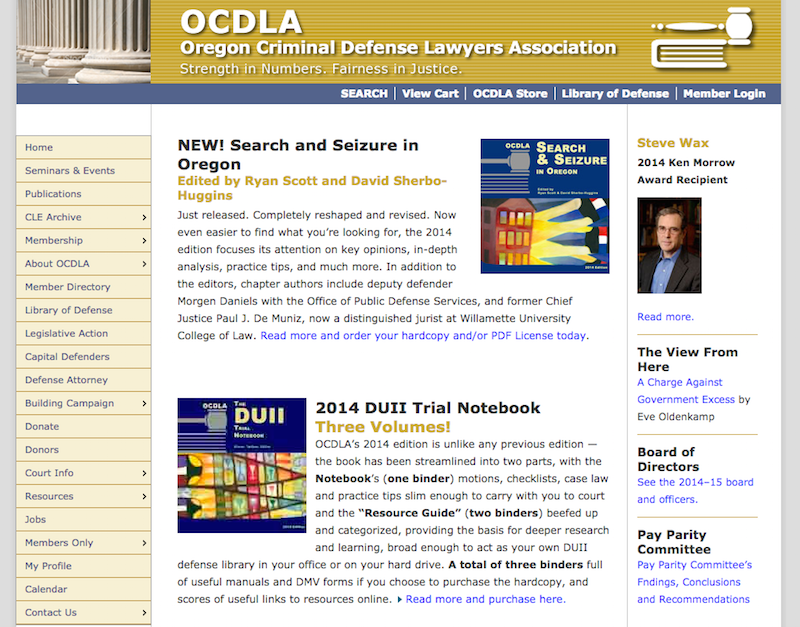 OCDLA
Oregon Criminal Defense Lawyers Association
Strength in Numbers. Fairness in Justice.
SEARCH | View Cart | OCDLA Store | Library of Defense | Member Login
Home
Seminars & Events
Publications
CLE Archive
Membership
About OCDLA
Member Directory
Library of Defense
Legislative Action
Capital Defenders
Defense Attorney
Building Campaign
Donate
Donors
Court Info
Resources
Jobs
Members Only
My Profile
Calendar
Contact Us
NEW! Search and Seizure in
Oregon
Edited by Ryan Scott and David Sherbo-
Huggins
Just released. Completely reshaped and revised. Now
even easier to find what you're looking for, the 2014
edition focuses its attention on key opinions, in-depth
analysis, practice tips, and much more. In addition to
the editors, chapter authors include deputy defender
Morgen Daniels with the Office of Public Defense Services, and former Chief
Justice Paul J. De Muniz, now a distinguished jurist at Willamette University
College of Law. Read more and order your hardcopy and/or PDF License today.
OCDLA
SEARCH
& SEIZURE
IN OREGON
Edited by
Ryan Scott and David Sherbo-Huggins
2014 Edition
OCDLA
THE
DUII
TRIAL
NOTEBOOK
2014 Edition
2014 DUII Trial Notebook
Three Volumes!
OCDLA's 2014 edition is unlike any previous edition —
the book has been streamlined into two parts, with the
Notebook's (one binder) motions, checklists, case law
and practice tips slim enough to carry with you to court
and the “Resource Guide” (two binders) beefed up
and categorized, providing the basis for deeper research
and learning, broad enough to act as your own DUII
defense library in your office or on your hard drive. A total of three binders full
of useful manuals and DMV forms if you choose to purchase the hardcopy, and
scores of useful links to resources online. Read more and purchase here.
Steve Wax
2014 Ken Morrow
Award Recipient
Read more.
The View From
Here
A Charge Against
Government Excess by
Eve Oldenkamp
Board of
Directors
See the 2014–15 board
and officers.
Pay Parity
Committee
Pay Parity Committee's
Fndings, Conclusions
and Recommendations